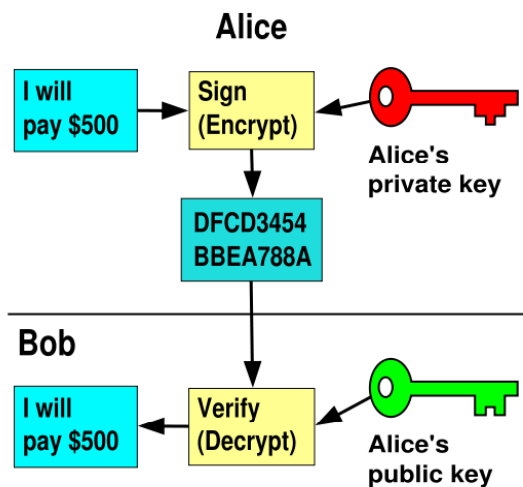 Alice
I will
pay $500
Sign
(Encrypt)
Alice's
private key
DFCD3454
BBEA788A
Bob
I will
pay $500
Verify
(Decrypt)
Alice's
public key